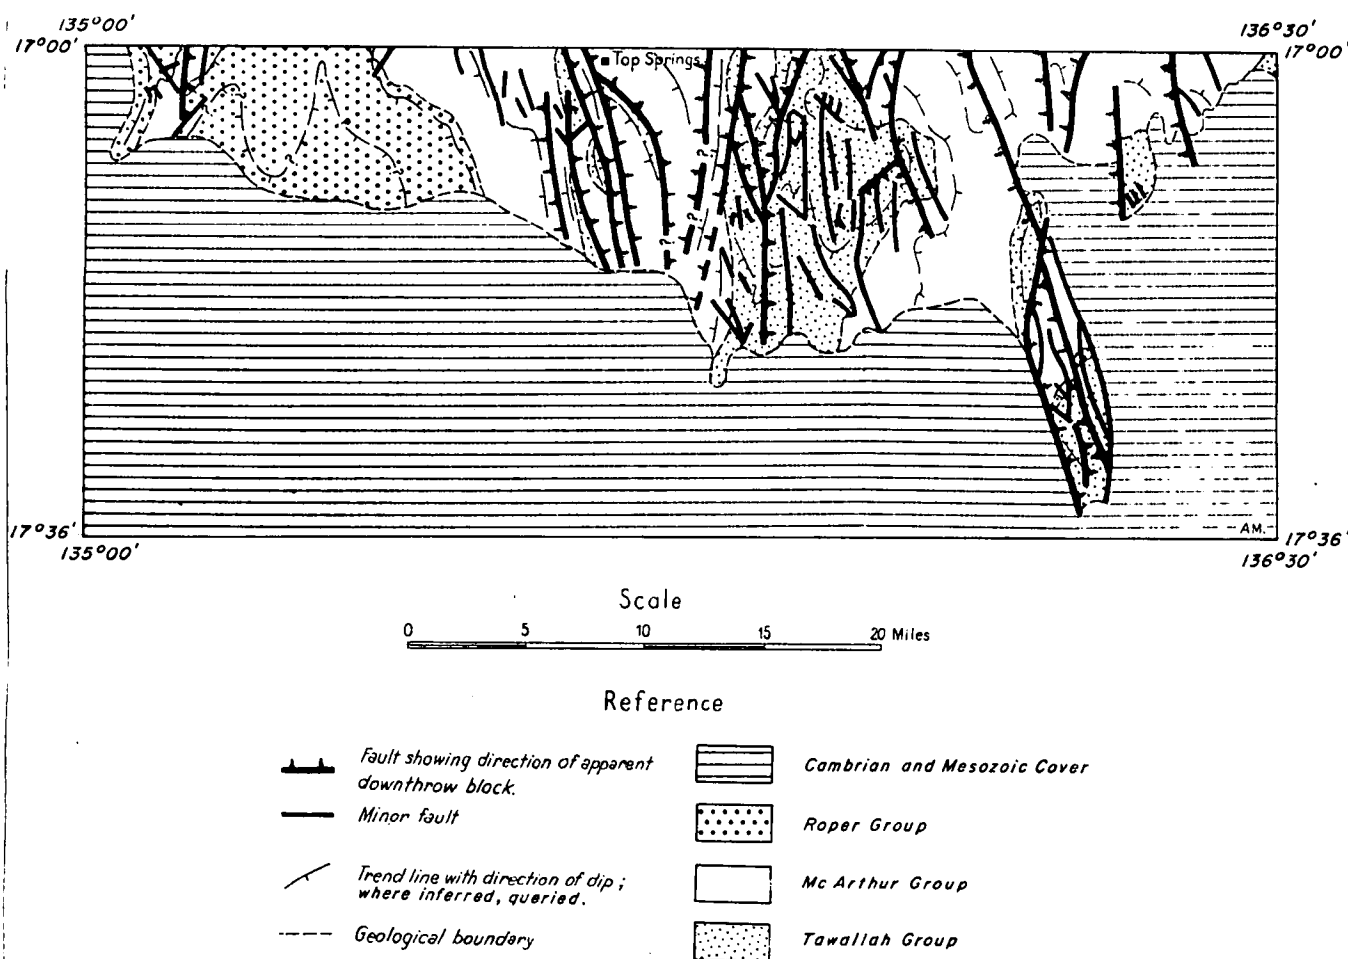 135°00'
136°30'
17°00'
17°00'
Top Springs
?
?
?
?
AM.
17°36'
17°36'
135°00'
136°30'
Scale
0 5 10 15 20 Miles
Reference
Fault showing direction of apparent
downthrow block.
Minor fault
Trend line with direction of dip;
where inferred, queried.
Geological boundary
Cambrian and Mesozoic Cover
Roper Group
Mc Arthur Group
Tawallah Group